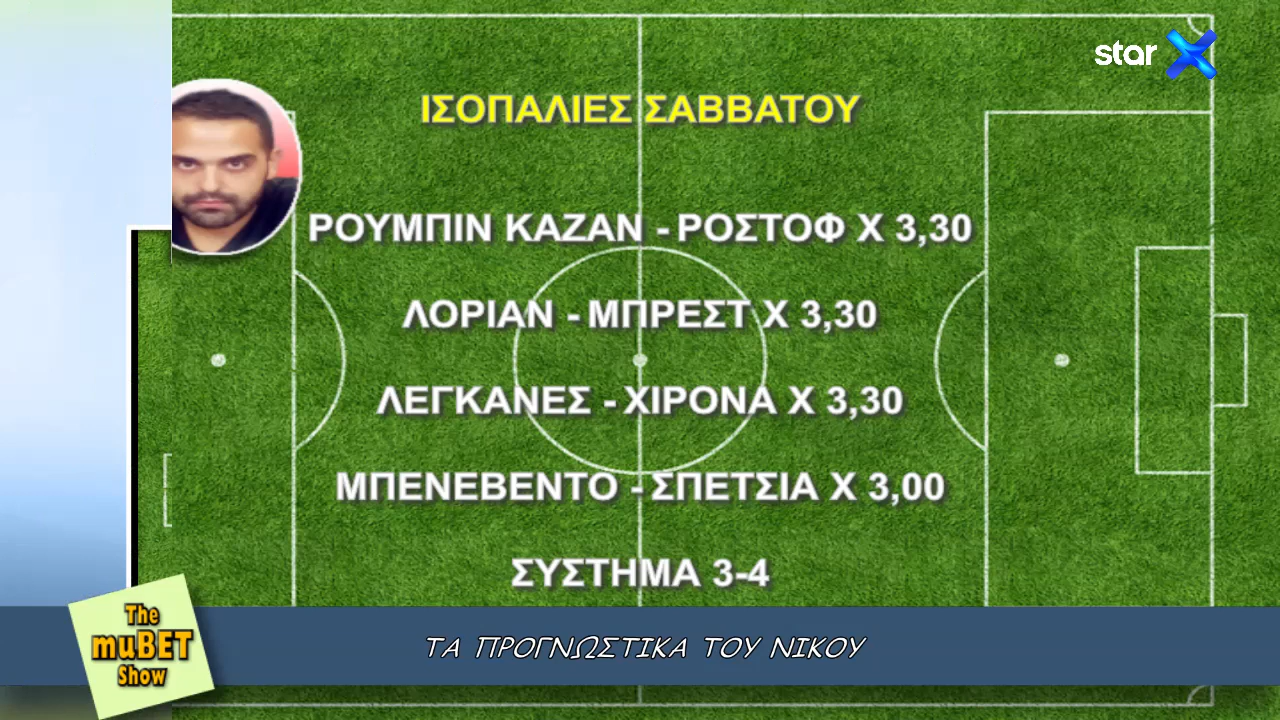 star X
ΙΣΟΠΑΛΙΕΣ ΣΑΒΒΑΤΟΥ
ΡΟΥΜΠΙΝ ΚΑΖΑΝ - ΡΟΣΤΟΦ Χ 3,30
ΛΟΡΙΑΝ - ΜΠΡΕΣΤ Χ 3,30
ΛΕΓΚΑΝΕΣ - ΧΙΡΟΝΑ Χ 3,30
ΜΠΕΝΕΒΕΝΤΟ - ΣΠΕΤΣΙΑ Χ 3,00
ΣΥΣΤΗΜΑ 3-4
The
muBET
Show
ΤΑ ΠΡΟΓΝΩΣΤΙΚΑ ΤΟΥ ΝΙΚΟΥ